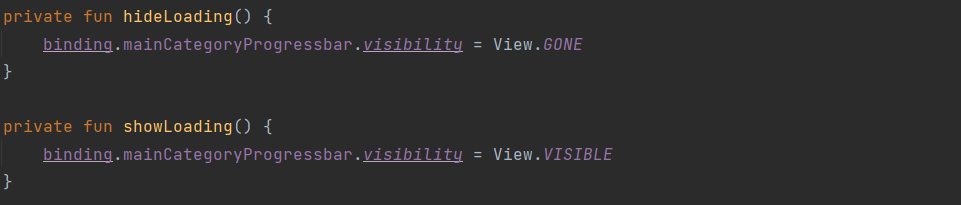 private fun hideLoading() {
    binding.mainCategoryProgressbar.visibility = View.GONE
}

private fun showLoading() {
    binding.mainCategoryProgressbar.visibility = View.VISIBLE
}